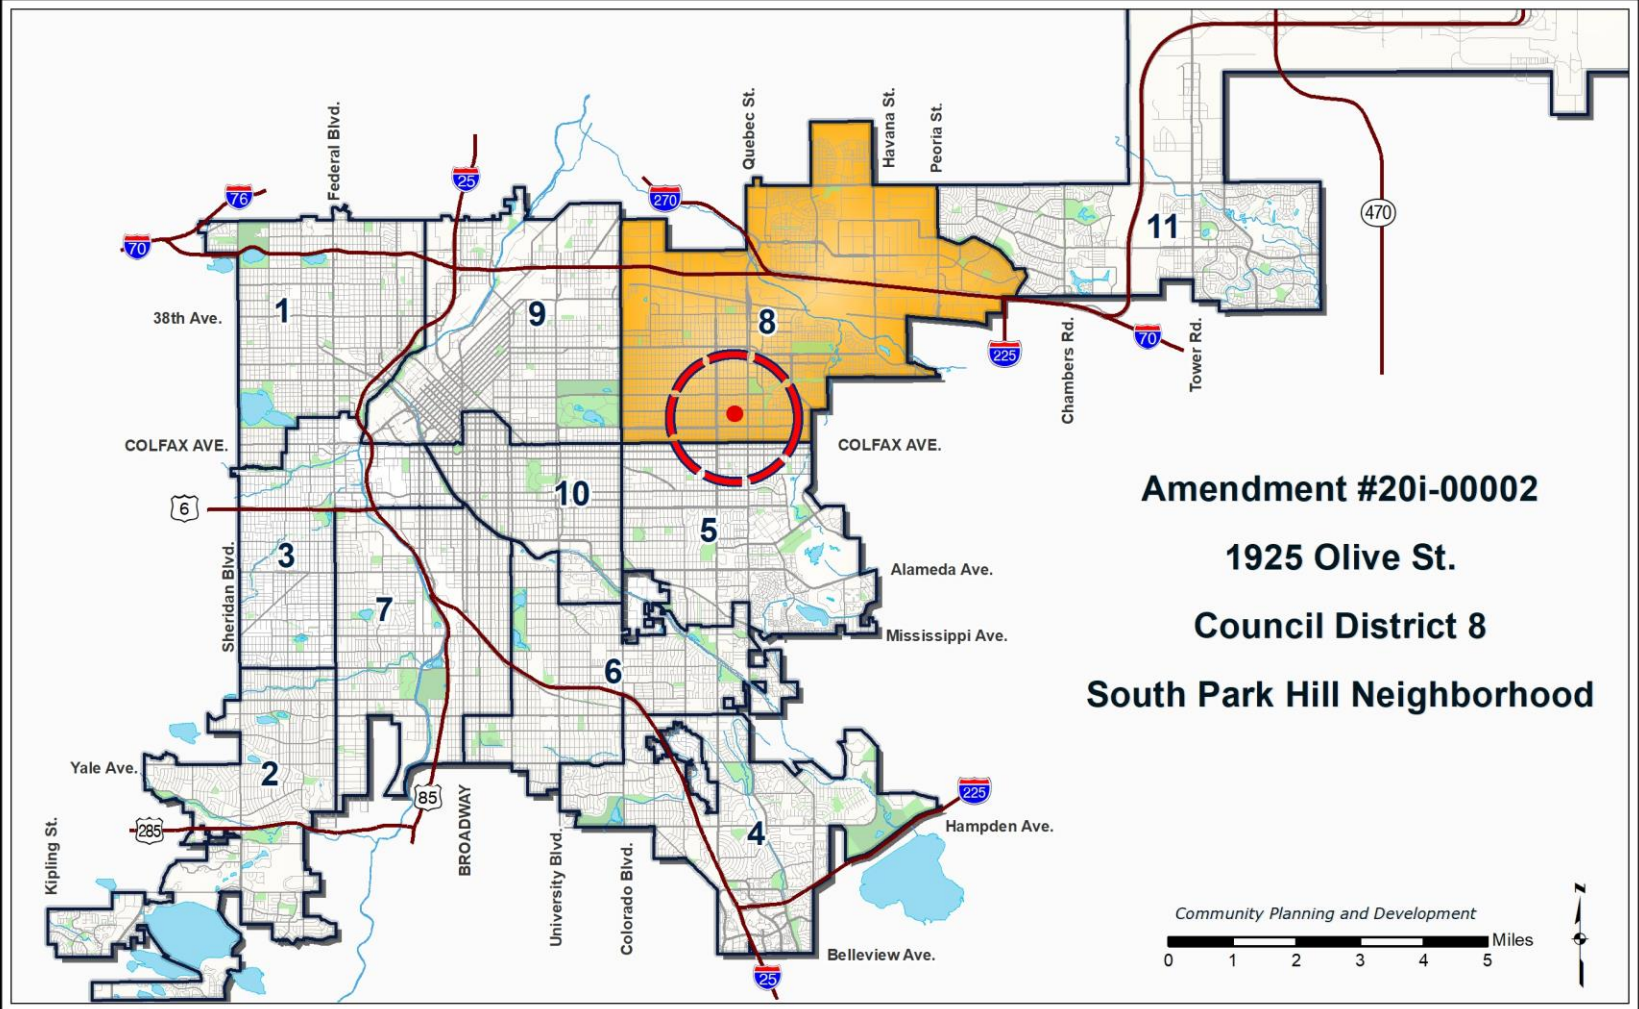 Federal Blvd.
Quebec St.
Havana St.
Peoria St.
76
25
270
70
470
11
1
9
8
38th Ave.
225
70
Chambers Rd.
Tower Rd.
COLFAX AVE.
COLFAX AVE.
10
6
5
3
Sheridan Blvd.
7
Alameda Ave.
Mississippi Ave.
6
Amendment #20i-00002
1925 Olive St.
Council District 8
South Park Hill Neighborhood
Yale Ave.
2
85
285
225
Hampden Ave.
4
Kipling St.
BROADWAY
University Blvd.
Colorado Blvd.
Belleview Ave.
25
Community Planning and Development
Miles
0 1 2 3 4 5
N